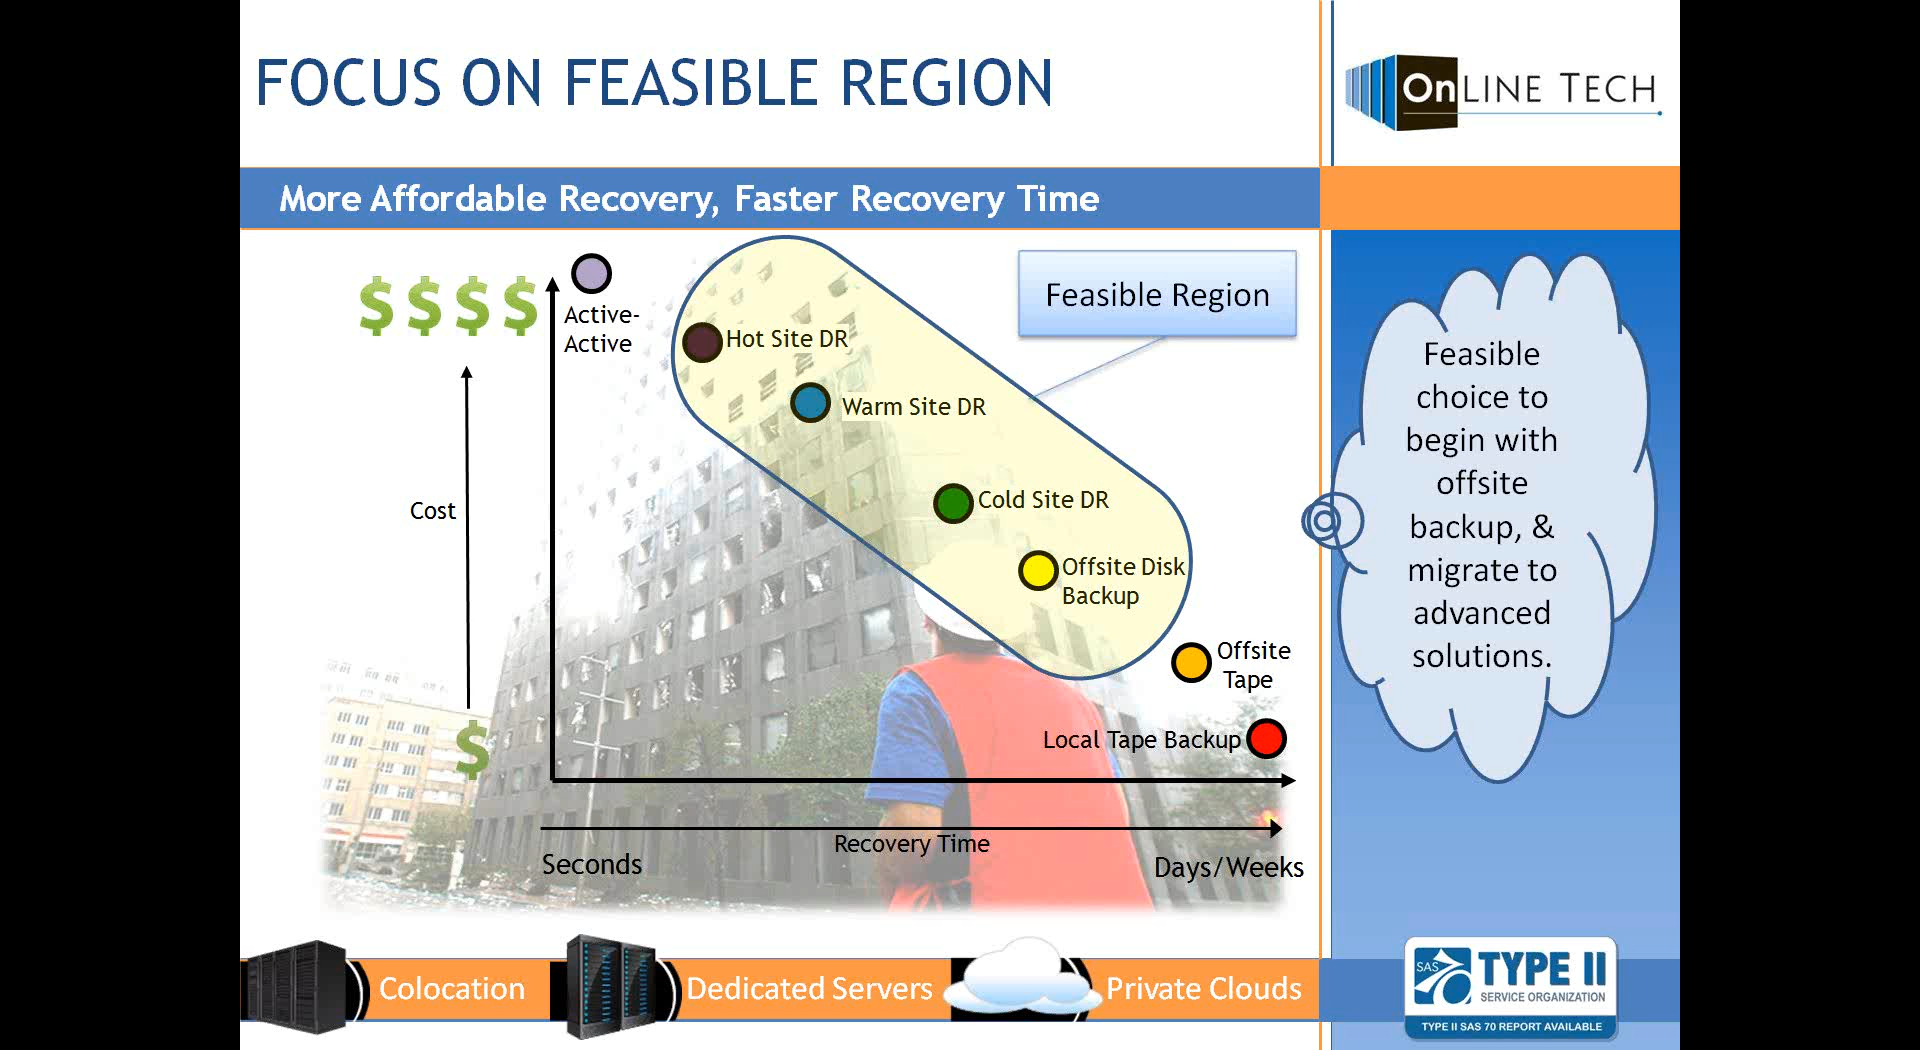 FOCUS ON FEASIBLE REGION
OnLINE TECH
More Affordable Recovery, Faster Recovery Time
$ $ $ $
Active-
Active
Hot Site DR
Warm Site DR
Feasible Region
Cold Site DR
Offsite Disk
Backup
Offsite
Tape
Local Tape Backup
Cost
$
Recovery Time
Seconds
Days/Weeks
Feasible
choice to
begin with
offsite
backup, &
migrate to
advanced
solutions.
Colocation
Dedicated Servers
Private Clouds
SAS
70
TYPE II
SERVICE ORGANIZATION
TYPE II SAS 70 REPORT AVAILABLE